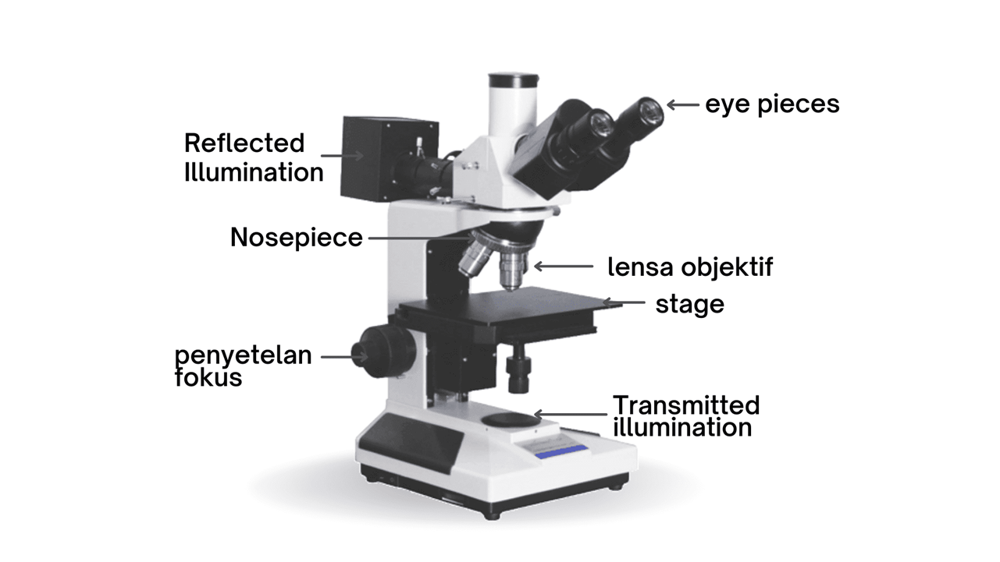 eye pieces
Reflected
Illumination
Nosepiece
lensa objektif
stage
penyetelan
fokus
Transmitted
illumination